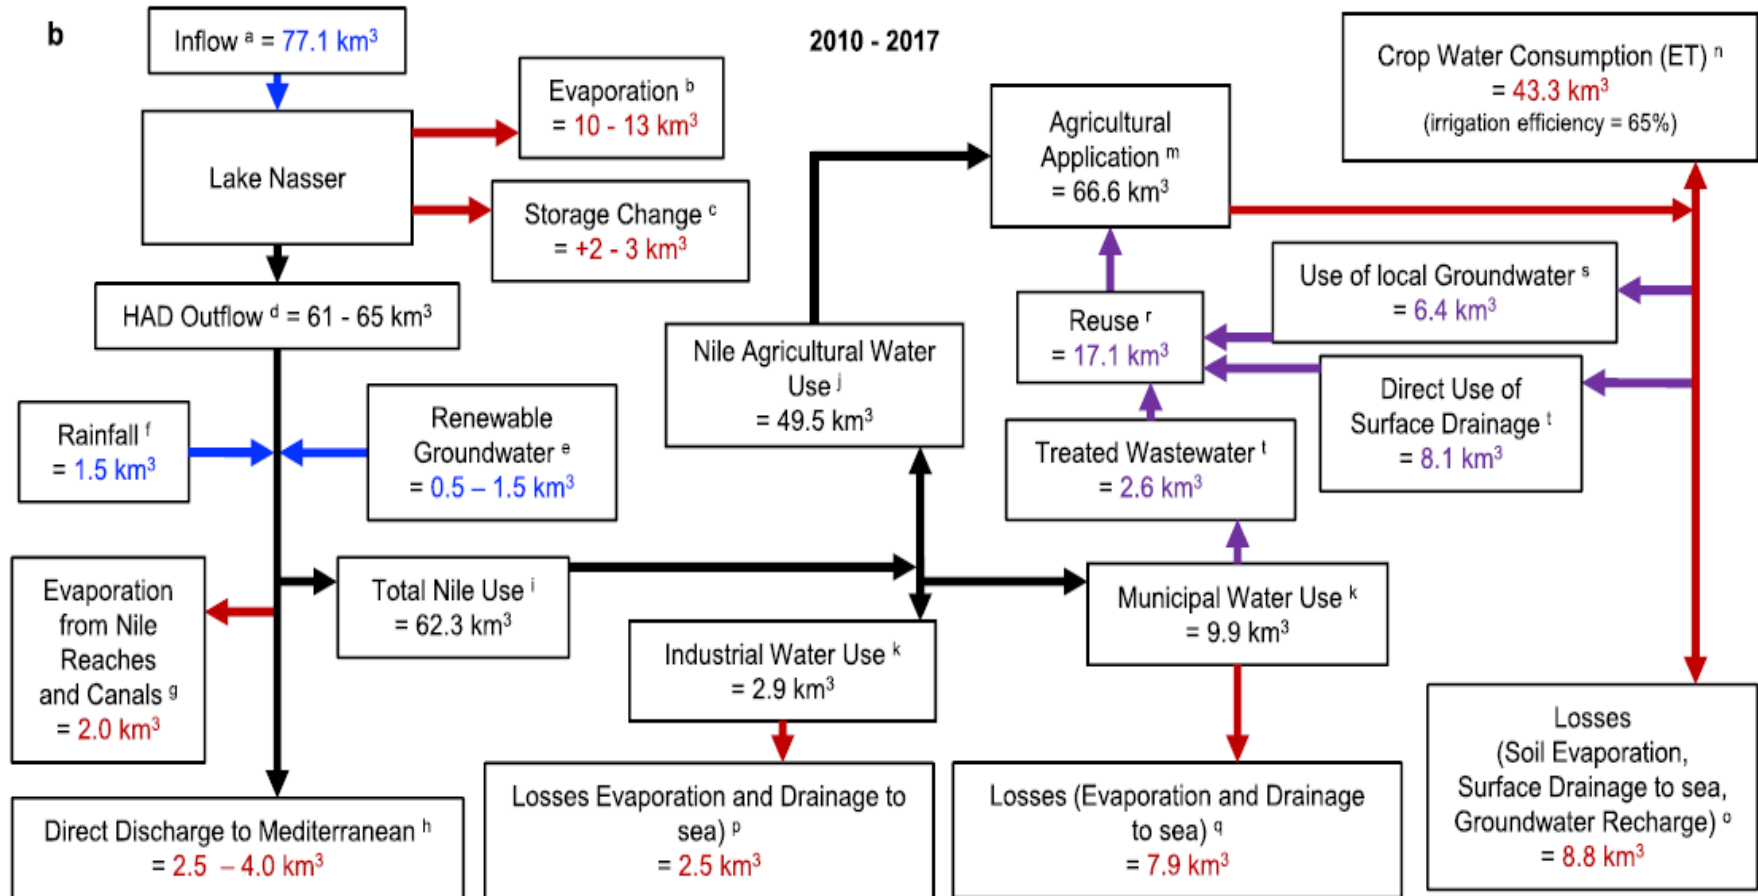 b
2010 - 2017
Inflow ᵃ = 77.1 km³
Lake Nasser
Evaporation ᵇ
= 10 - 13 km³
Storage Change ᶜ
= +2 - 3 km³
HAD Outflow ᵈ = 61 - 65 km³
Rainfall ᶠ
= 1.5 km³
Renewable
Groundwater ᵉ
= 0.5 – 1.5 km³
Evaporation
from Nile
Reaches
and Canals ᵍ
= 2.0 km³
Total Nile Use ⁱ
= 62.3 km³
Direct Discharge to Mediterranean ʰ
= 2.5 – 4.0 km³
Nile Agricultural Water
Use ʲ
= 49.5 km³
Industrial Water Use ᵏ
= 2.9 km³
Losses Evaporation and Drainage to
sea) ᵖ
= 2.5 km³
Agricultural
Application ᵐ
= 66.6 km³
Reuse ʳ
= 17.1 km³
Treated Wastewater ᵗ
= 2.6 km³
Municipal Water Use ᵏ
= 9.9 km³
Losses (Evaporation and Drainage
to sea) ᑫ
= 7.9 km³
Crop Water Consumption (ET) ⁿ
= 43.3 km³
(irrigation efficiency = 65%)
Use of local Groundwater ˢ
= 6.4 km³
Direct Use of
Surface Drainage ᵗ
= 8.1 km³
Losses
(Soil Evaporation,
Surface Drainage to sea,
Groundwater Recharge) ᵒ
= 8.8 km³